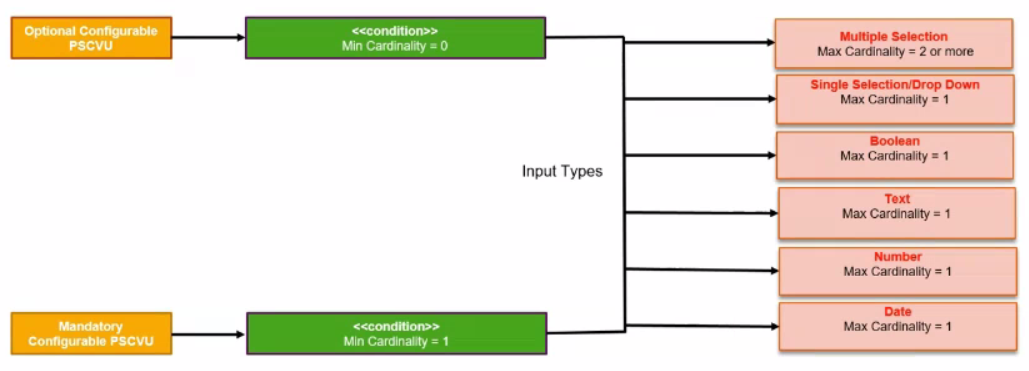 Optional Configurable
PSCVU
<<condition>>
Min Cardinality = 0
Multiple Selection
Max Cardinality = 2 or more
Single Selection/Drop Down
Max Cardinality = 1
Boolean
Max Cardinality = 1
Input Types
Text
Max Cardinality = 1
Number
Max Cardinality = 1
Mandatory
Configurable PSCVU
<<condition>>
Min Cardinality = 1
Date
Max Cardinality = 1